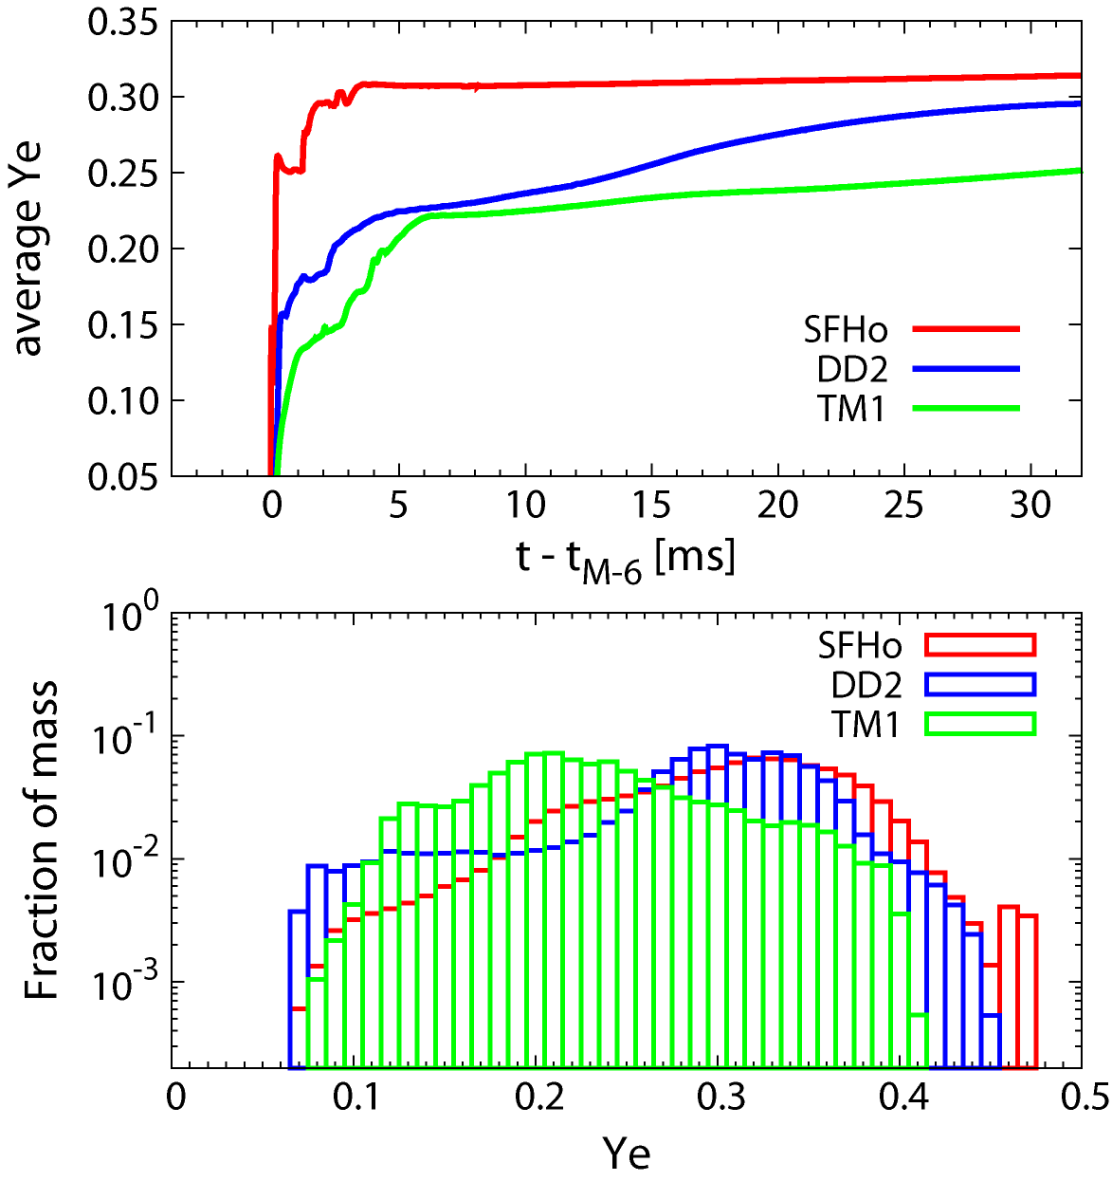 0.35
0.30
0.25
0.20
0.15
0.10
0.05
average Ye
SFHo
DD2
TM1
0 5 10 15 20 25 30
t - tM-6 [ms]
10^0
10^-1
10^-2
10^-3
Fraction of mass
SFHo
DD2
TM1
0 0.1 0.2 0.3 0.4 0.5
Ye